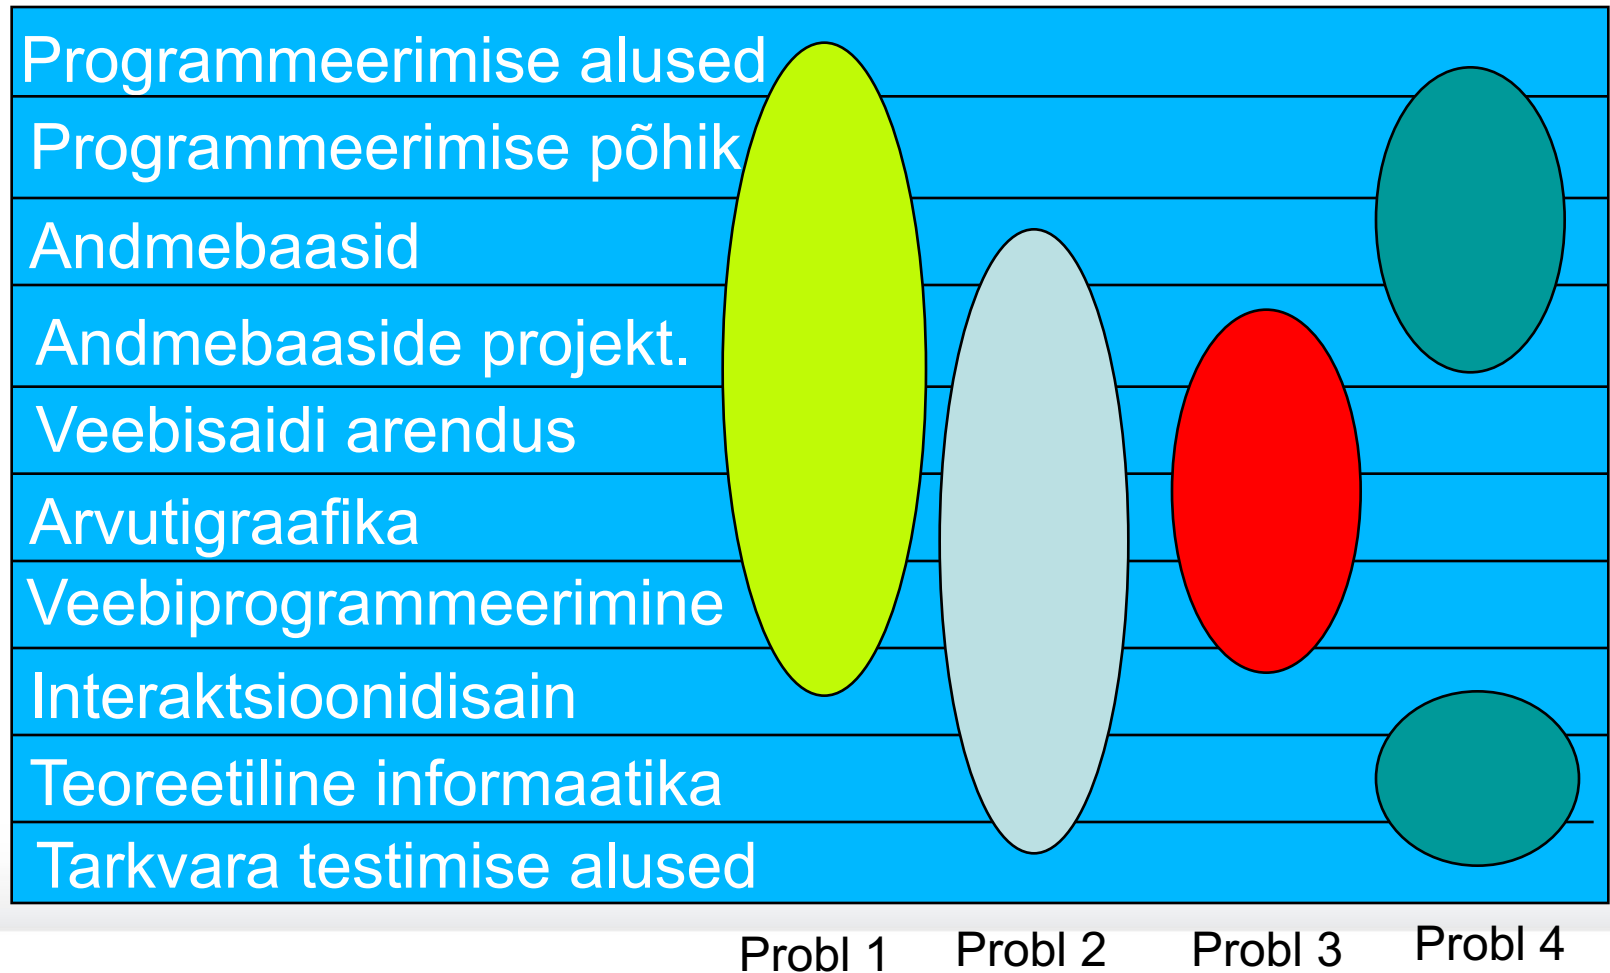 Programmeerimise alused
Programmeerimise põhik
Andmebaasid
Andmebaaside projekt.
Veebisaidi arendus
Arvutigraafika
Veebiprogrammeerimine
Interaktsioonidisain
Teoreetiline informaatika
Tarkvara testimise alused
Probl 1
Probl 2
Probl 3
Probl 4